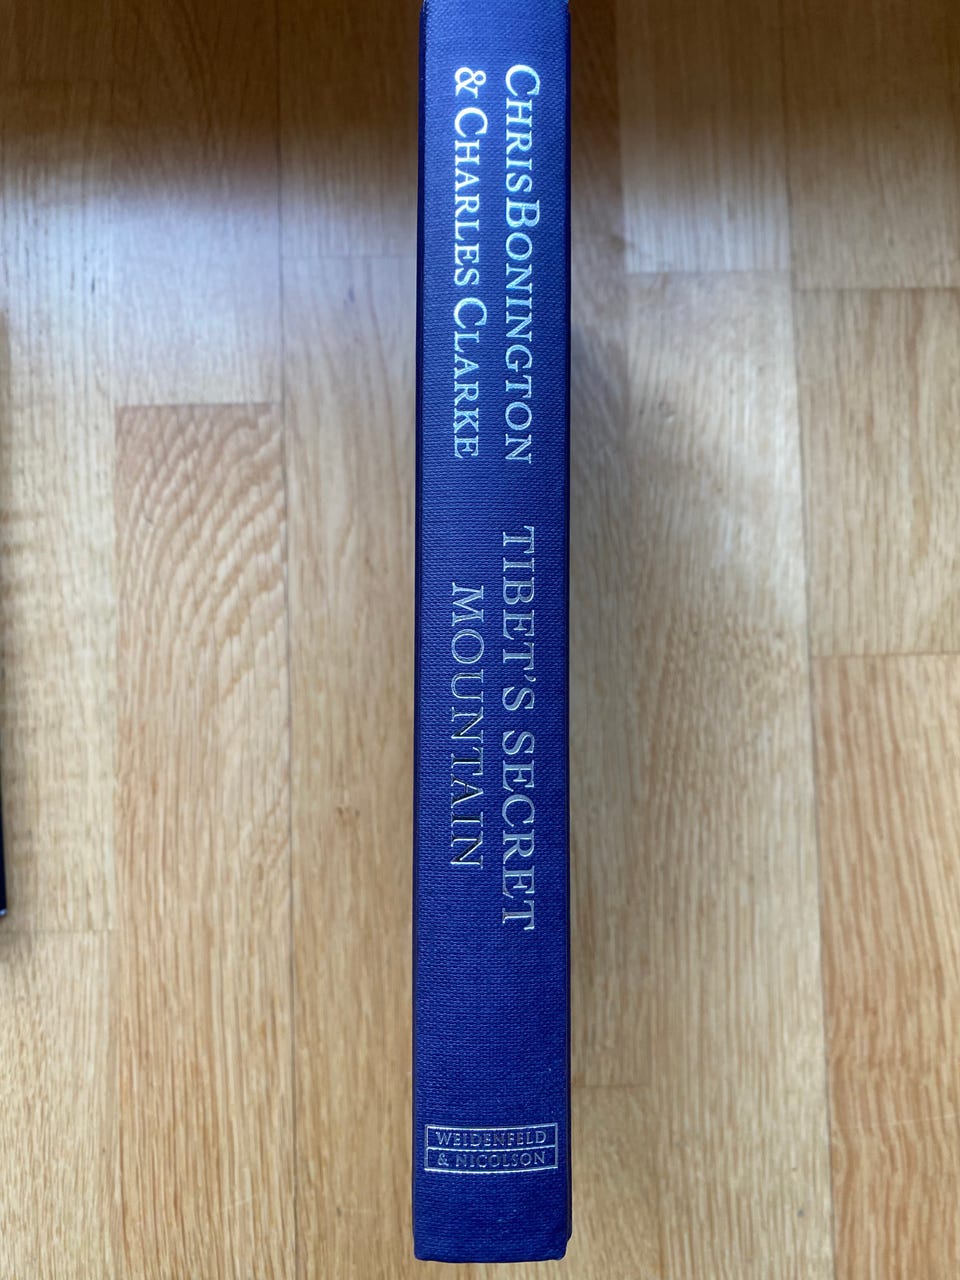 CHRIS BONINGTON
& CHARLES CLARKE
TIBET'S SECRET
MOUNTAIN
WEIDENFELD
& NICOLSON